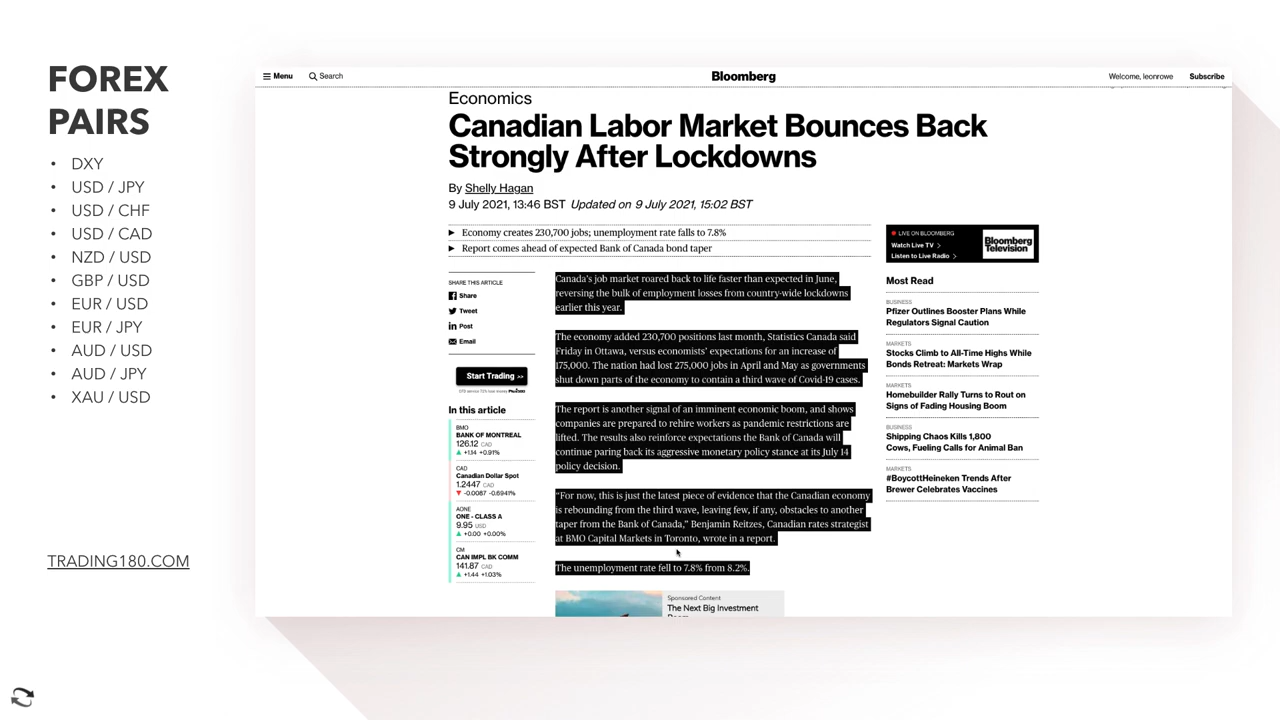 FOREX
PAIRS
• DXY
• USD / JPY
• USD / CHF
• USD / CAD
• NZD / USD
• GBP / USD
• EUR / USD
• EUR / JPY
• AUD / USD
• AUD / JPY
• XAU / USD
TRADING180.COM
Menu
Search
Bloomberg
Welcome, leonrowe
Subscribe
Economics
Canadian Labor Market Bounces Back
Strongly After Lockdowns
By Shelly Hagan
9 July 2021, 13:46 BST Updated on 9 July 2021, 15:02 BST
Economy creates 230,700 jobs; unemployment rate falls to 7.8%
Report comes ahead of expected Bank of Canada bond taper
SHARE THIS ARTICLE
Share
Tweet
Post
Email
Start Trading >>
In this article
BMO
BANK OF MONTREAL
126.12 CAD
▲ +1.14 +0.91%
CAD
Canadian Dollar Spot
1.2447 CAD
▼ -0.0087 -0.6941%
AONE
ONE - CLASS A
9.95 USD
▲ +0.00 +0.00%
CM
CAN IMPL BK COMM
141.87 CAD
▲ +1.44 +1.03%
Canada's job market roared back to life faster than expected in June,
reversing the bulk of employment losses from country-wide lockdowns
earlier this year.
The economy added 230,700 positions last month, Statistics Canada said
Friday in Ottawa, versus economists' expectations for an increase of
175,000. The nation had lost 275,000 jobs in April and May as governments
shut down parts of the economy to contain a third wave of Covid-19 cases.
The report is another signal of an imminent economic boom, and shows
companies are prepared to rehire workers as pandemic restrictions are
lifted. The results also reinforce expectations the Bank of Canada will
continue paring back its aggressive monetary policy stance at its July 14
policy decision.
"For now, this is just the latest piece of evidence that the Canadian economy
is rebounding from the third wave, leaving few, if any, obstacles to another
taper from the Bank of Canada," Benjamin Reitzes, Canadian rates strategist
at BMO Capital Markets in Toronto, wrote in a report.
The unemployment rate fell to 7.8% from 8.2%.
Sponsored Content
The Next Big Investment
LIVE ON BLOOMBERG
Watch Live TV >
Listen to Live Radio >
Bloomberg
Television
Most Read
BUSINESS
Pfizer Outlines Booster Plans While
Regulators Signal Caution
MARKETS
Stocks Climb to All-Time Highs While
Bonds Retreat: Markets Wrap
MARKETS
Homebuilder Rally Turns to Rout on
Signs of Fading Housing Boom
BUSINESS
Shipping Chaos Kills 1,800
Cows, Fueling Calls for Animal Ban
MARKETS
#BoycottHeineken Trends After
Brewer Celebrates Vaccines